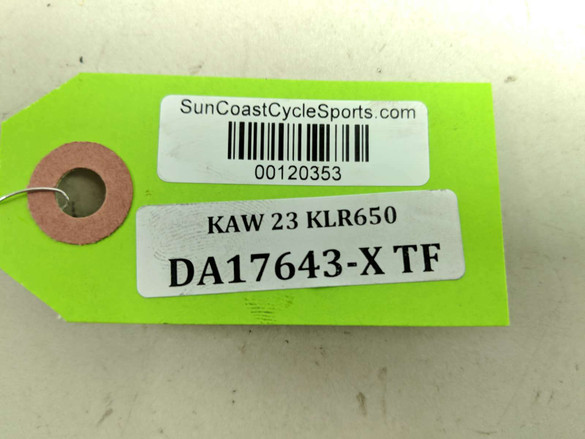 SunCoastCycleSports.com
00120353
KAW 23 KLR650
DA17643-X TF